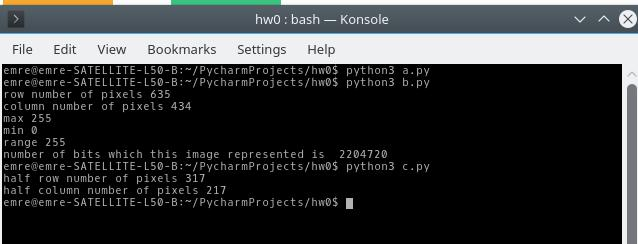 hw0 : bash — Konsole
File Edit View Bookmarks Settings Help
emre@emre-SATELLITE-L50-B:~/PycharmProjects/hw0$ python3 a.py
emre@emre-SATELLITE-L50-B:~/PycharmProjects/hw0$ python3 b.py
row number of pixels 635
column number of pixels 434
max 255
min 0
range 255
number of bits which this image represented is  2204720
emre@emre-SATELLITE-L50-B:~/PycharmProjects/hw0$ python3 c.py
half row number of pixels 317
half column number of pixels 217
emre@emre-SATELLITE-L50-B:~/PycharmProjects/hw0$